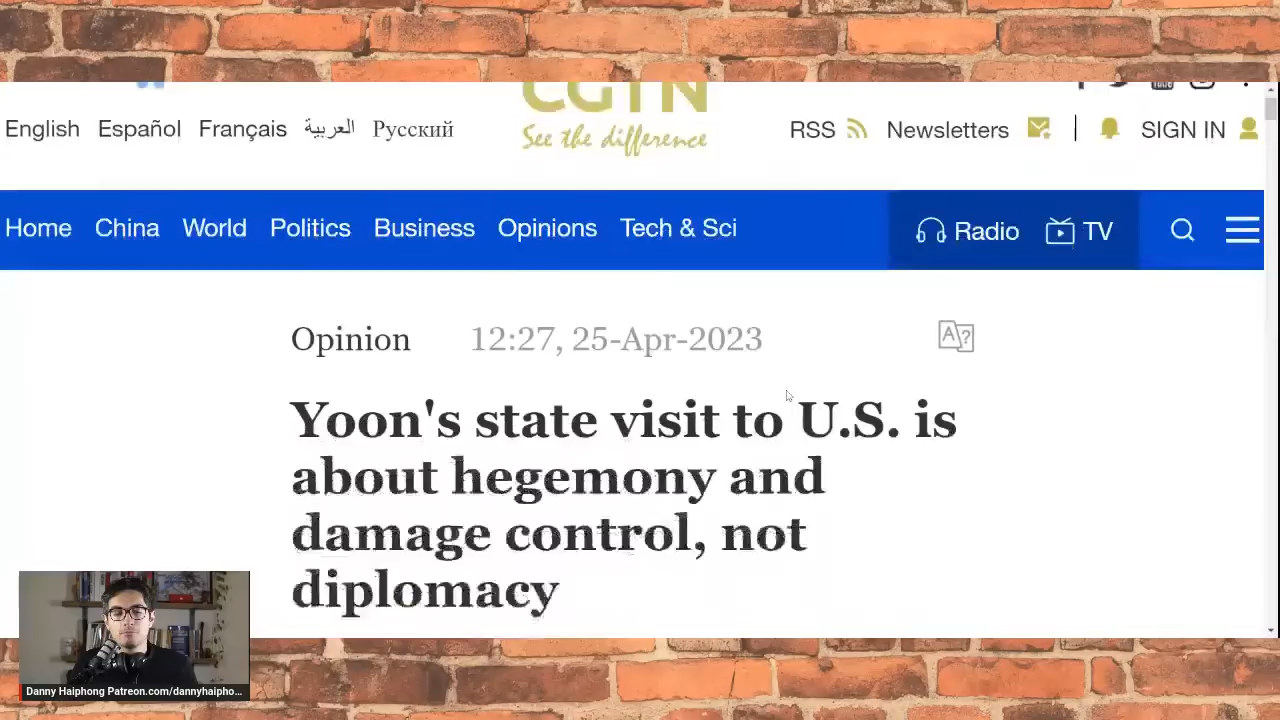 CGTN
See the difference
English Español Français العربية Русский
RSS Newsletters SIGN IN
Home China World Politics Business Opinions Tech & Sci Radio TV
Opinion 12:27, 25-Apr-2023
Yoon's state visit to U.S. is
about hegemony and
damage control, not
diplomacy
Danny Haiphong Patreon.com/dannyhaipho...